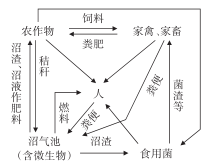 饲料
农作物
家禽、家畜
粪肥
沼渣、沼液作肥料
秸秆
粪便
菌渣等
人
燃料
粪便
沼气池
沼渣
食用菌
(含微生物)